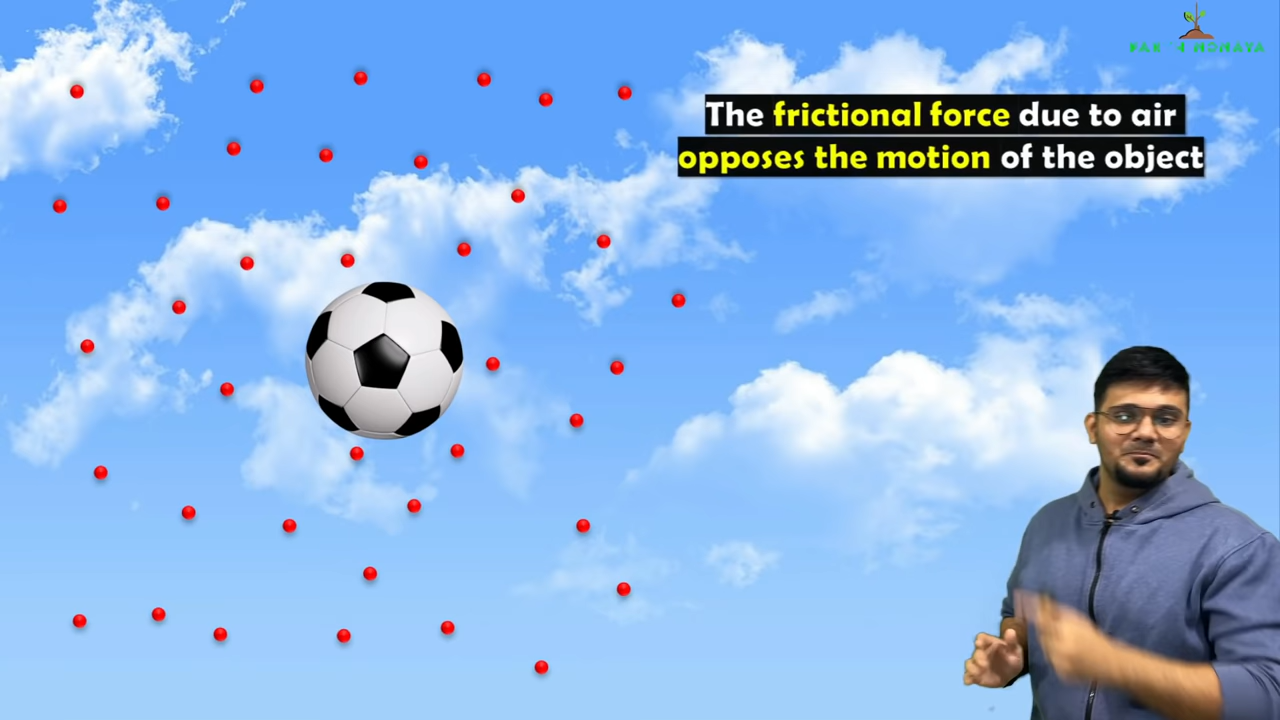 The frictional force due to air
opposes the motion of the object